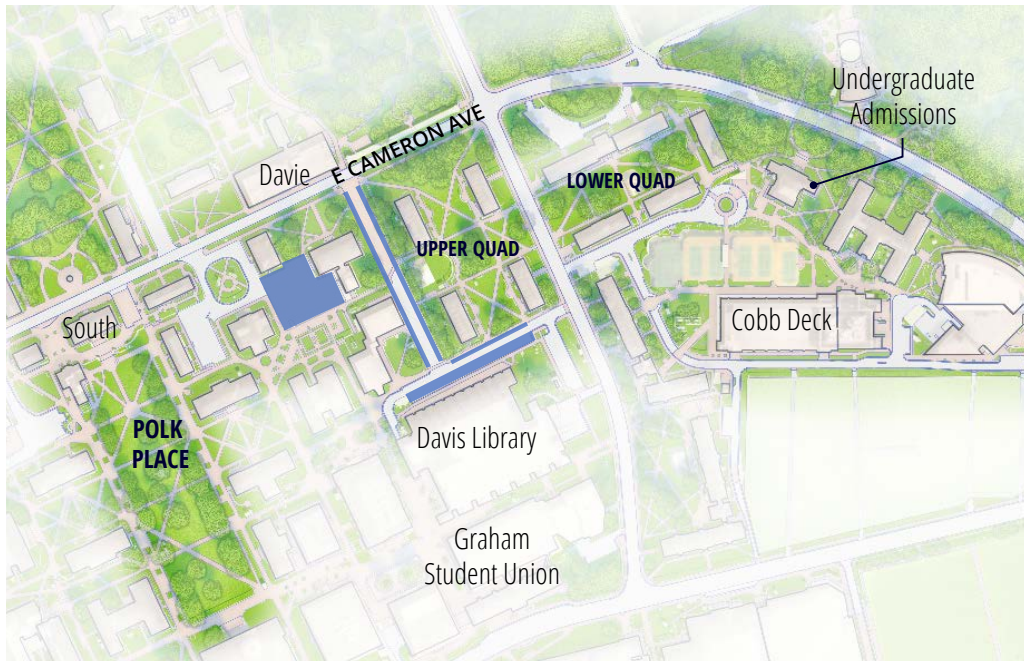 Undergraduate
Admissions
E CAMERON AVE
Davie
LOWER QUAD
UPPER QUAD
South
Cobb Deck
POLK
PLACE
Davis Library
Graham
Student Union